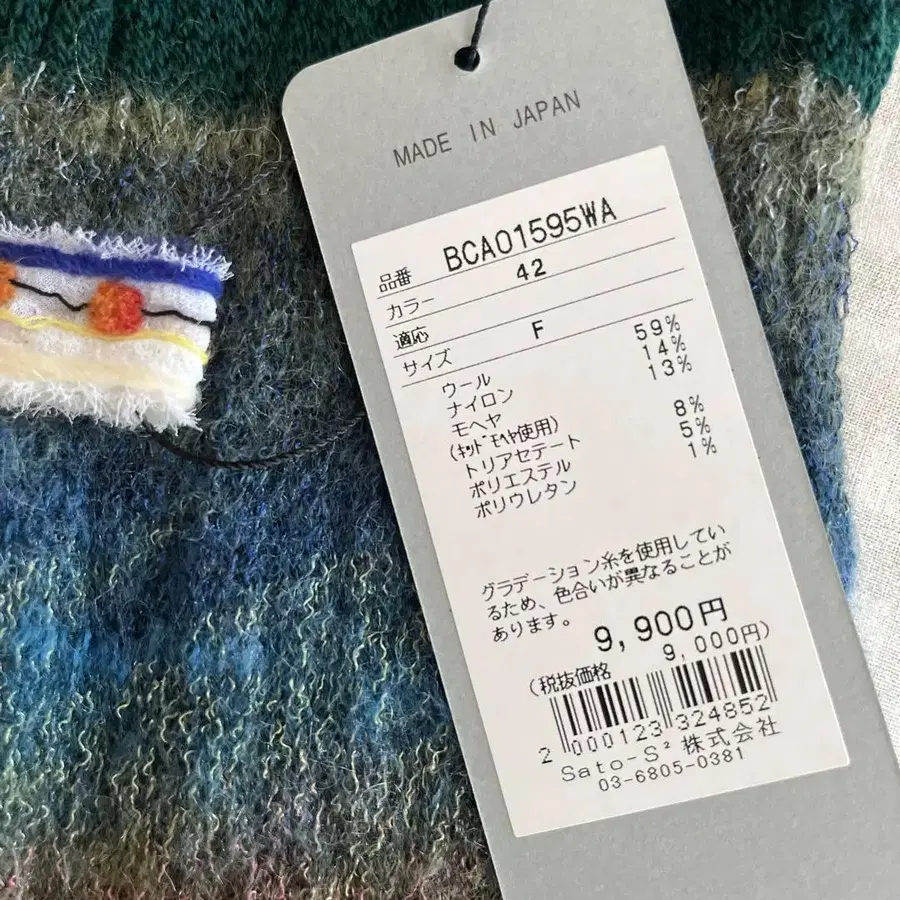 MADE IN JAPAN
品番 BCA01595WA
カラー 42
適応
サイズ F
ウール 59%
ナイロン 14%
モヘヤ 13%
(ｷｯﾄﾞﾓﾍﾔ使用)
トリアセテート 8%
ポリエステル 5%
ポリウレタン 1%
グラデーション糸を使用してい
るため、色合いが異なることが
あります。
9,900円
(税抜価格 9,000円)
2 000123 324852
Sato-S² 株式会社
03-6805-0381